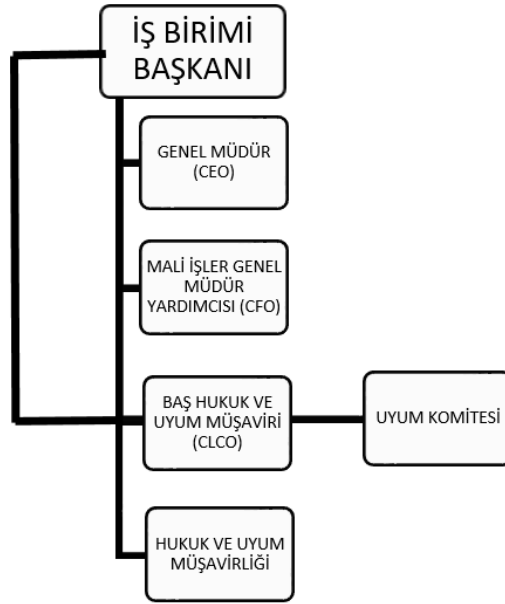 İŞ BİRİMİ
BAŞKANI
GENEL MÜDÜR
(CEO)
MALİ İŞLER GENEL
MÜDÜR
YARDIMCISI (CFO)
BAŞ HUKUK VE
UYUM MÜŞAVİRİ
(CLCO)
UYUM KOMİTESİ
HUKUK VE UYUM
MÜŞAVİRLİĞİ